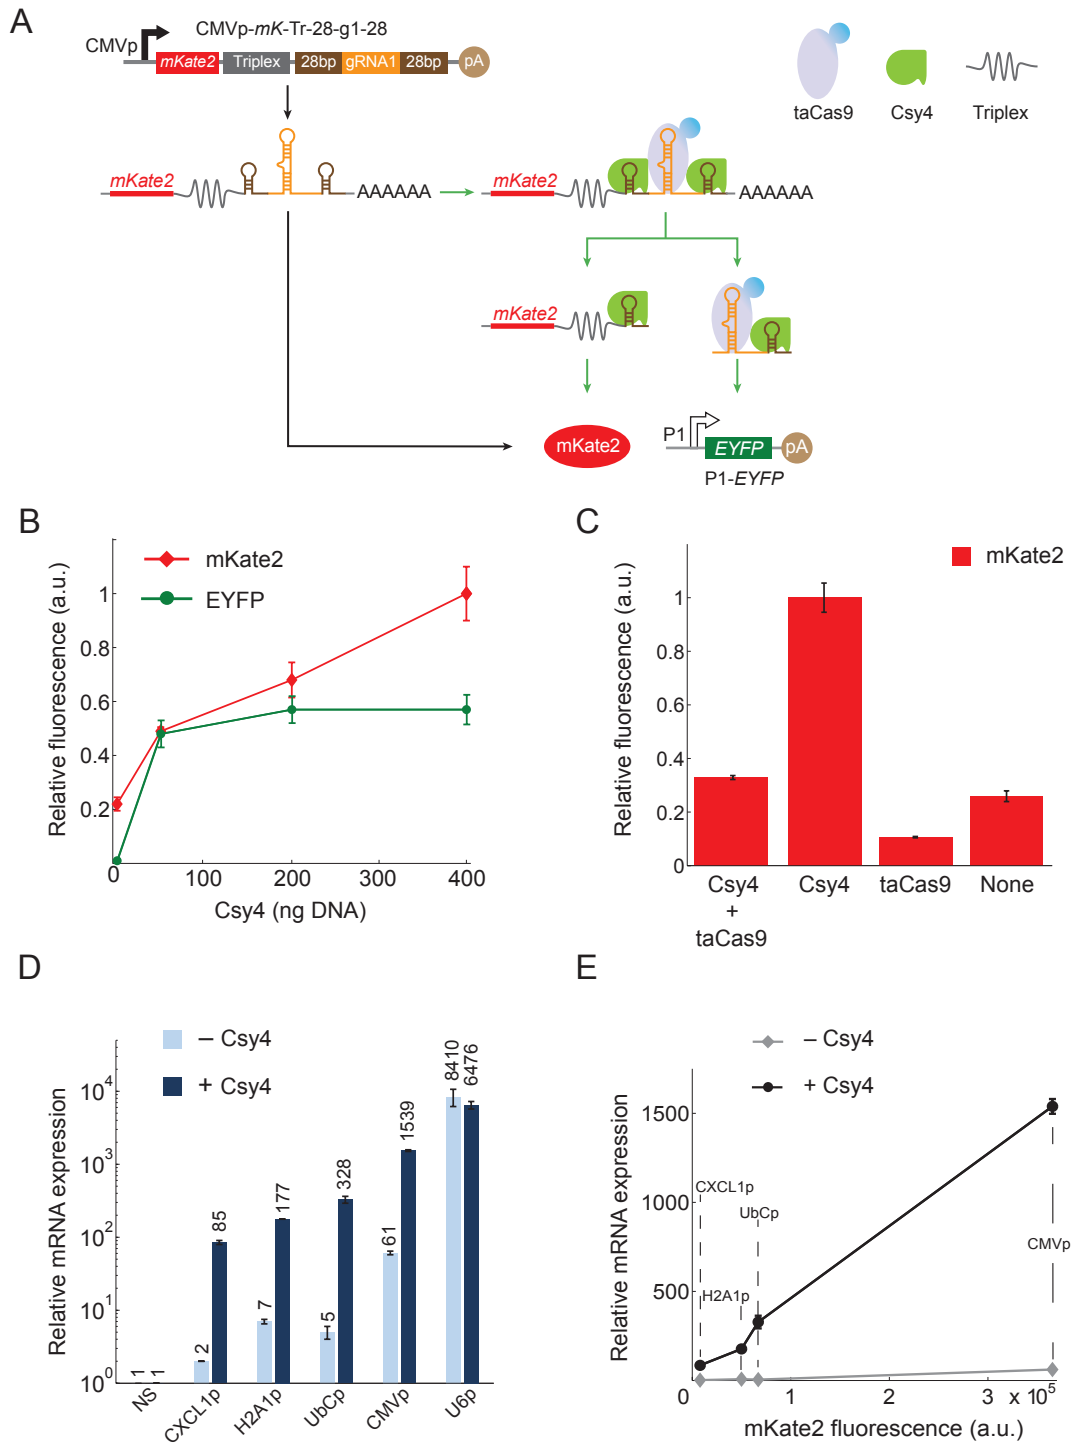 A
CMVp-mK-Tr-28-g1-28
CMVp
mKate2 Triplex 28bp gRNA1 28bp pA
taCas9 Csy4 Triplex
mKate2 AAAAAA
mKate2 AAAAAA
mKate2
mKate2
P1 EYFP pA
P1-EYFP
B
Relative fluorescence (a.u.)
mKate2
EYFP
1
0.8
0.6
0.4
0.2
0 100 200 300 400
Csy4 (ng DNA)
C
Relative fluorescence (a.u.)
mKate2
1
0.8
0.6
0.4
0.2
0
Csy4
+
taCas9
Csy4
taCas9
None
D
Relative mRNA expression
– Csy4
+ Csy4
10^4
10^3
10^2
10^1
10^0
1 1 2 85 7 177 5 328 61 1539 8410 6476
NS CXCL1p H2A1p UbCp CMVp U6p
E
Relative mRNA expression
– Csy4
+ Csy4
1500
1000
500
CXCL1p
UbCp
H2A1p
CMVp
0 1 2 3 x 10^5
mKate2 fluorescence (a.u.)